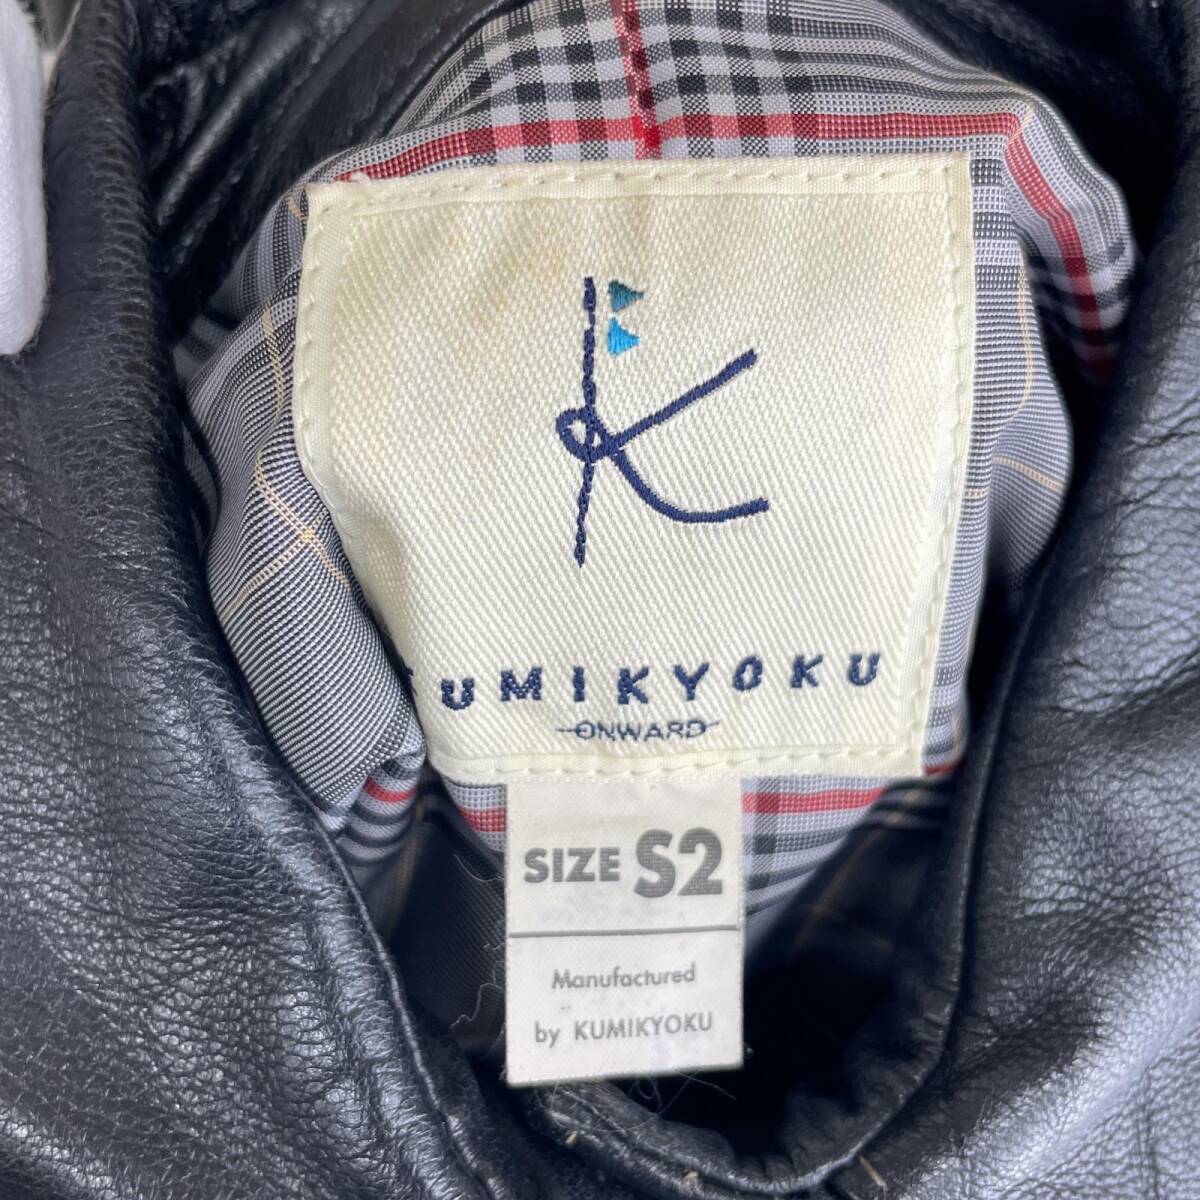 K
KUMIKYOKU
ONWARD
SIZE S2
Manufactured
by KUMIKYOKU